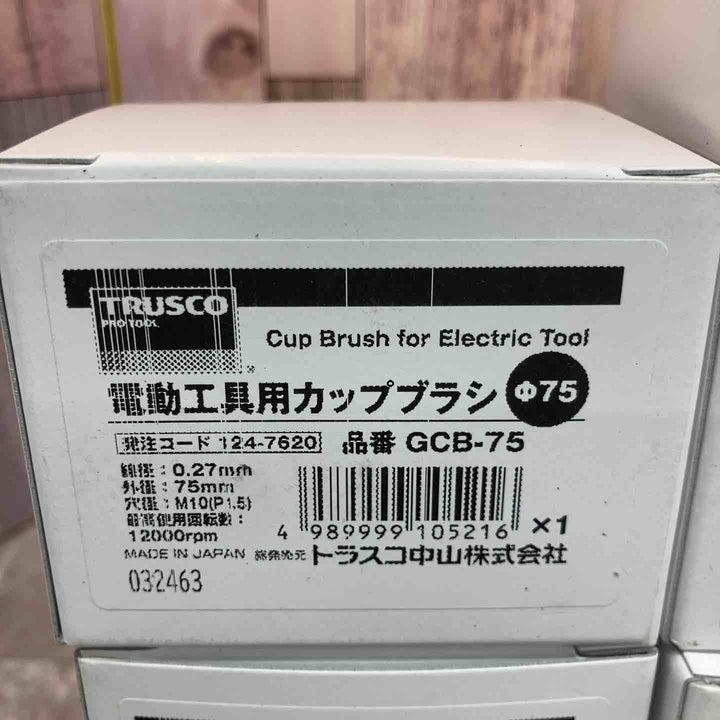 TRUSCO
PRO TOOL
Cup Brush for Electric Tool
電動工具用カップブラシ Φ75
発注コード 124-7620 品番 GCB-75
線径：0.27mm
外径：75mm
穴径：M10(P1.5)
最高使用回転数：
12000rpm
4 989999 105216 ×1
MADE IN JAPAN 総発売元 トラスコ中山株式会社
032463